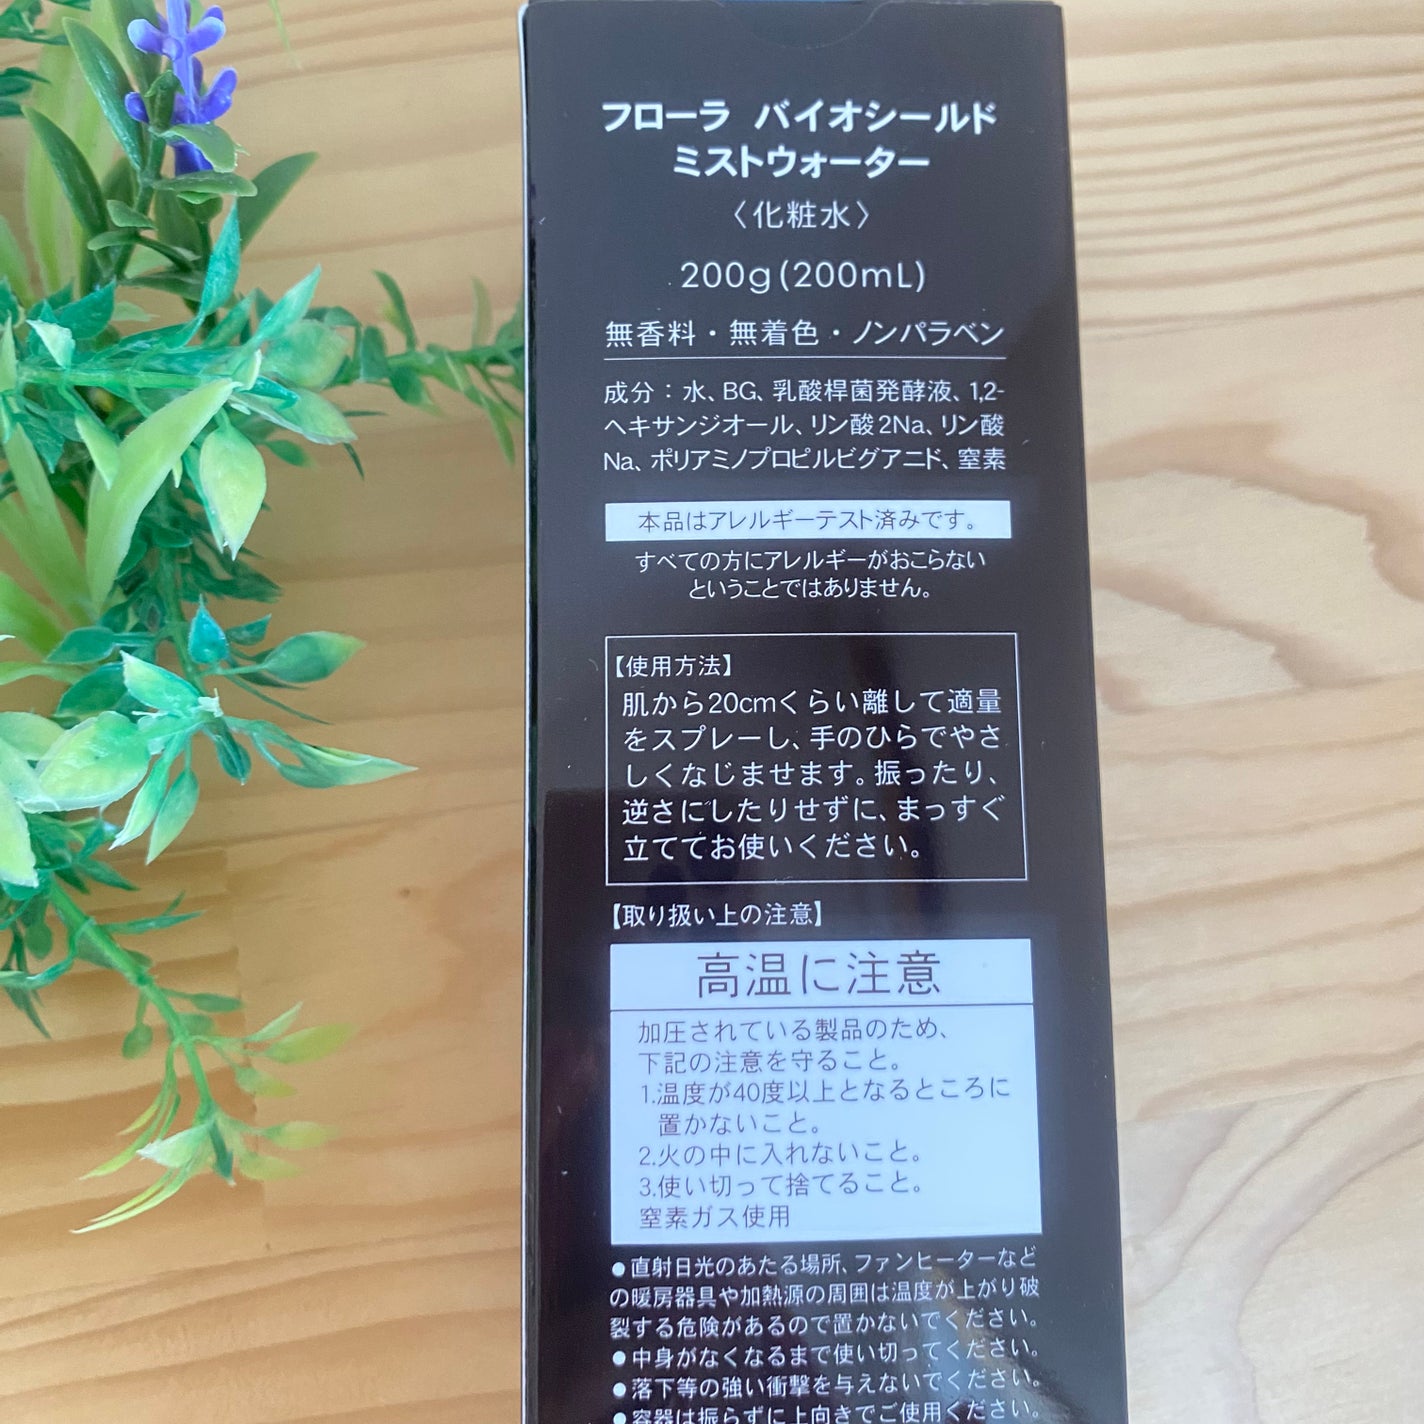 フローラ バイオシールド
ミストウォーター
〈化粧水〉
200g(200mL)
無香料・無着色・ノンパラベン
成分：水、BG、乳酸桿菌発酵液、1,2-
ヘキサンジオール、リン酸2Na、リン酸
Na、ポリアミノプロピルビグアニド、窒素
本品はアレルギーテスト済みです。
すべての方にアレルギーがおこらない
ということではありません。
【使用方法】
肌から20cmくらい離して適量
をスプレーし、手のひらでやさ
しくなじませます。振ったり、
逆さにしたりせずに、まっすぐ
立ててお使いください。
【取り扱い上の注意】
高温に注意
加圧されている製品のため、
下記の注意を守ること。
1.温度が40度以上となるところに
置かないこと。
2.火の中に入れないこと。
3.使い切って捨てること。
窒素ガス使用
●直射日光のあたる場所、ファンヒーターなど
の暖房器具や加熱源の周囲は温度が上がり破
裂する危険があるので置かないでください。
●中身がなくなるまで使い切ってください。
●落下等の強い衝撃を与えないでください。
●容器は振らずに上向きでご使用ください。